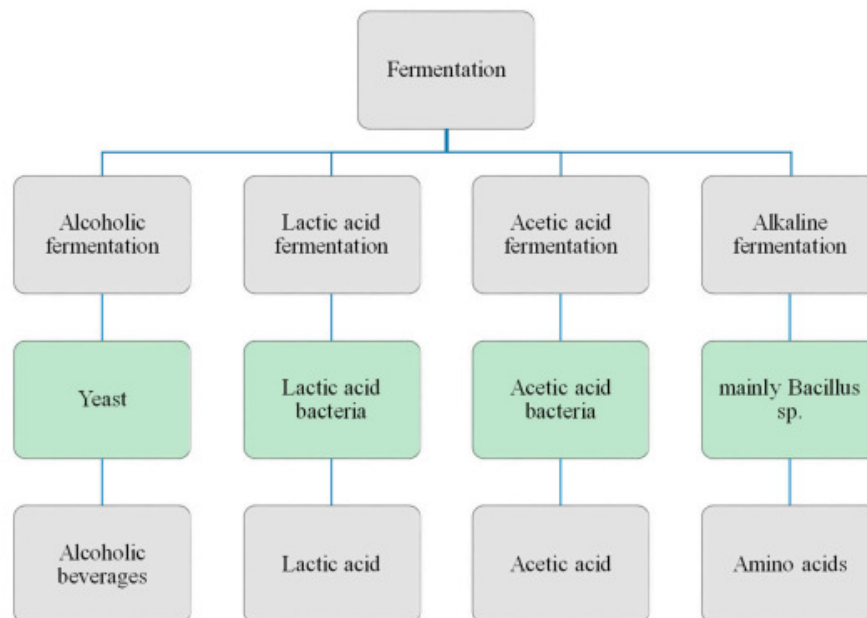 Fermentation
Alcoholic
fermentation
Lactic acid
fermentation
Acetic acid
fermentation
Alkaline
fermentation
Yeast
Lactic acid
bacteria
Acetic acid
bacteria
mainly Bacillus
sp.
Alcoholic
beverages
Lactic acid
Acetic acid
Amino acids